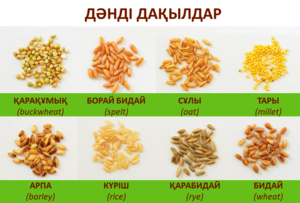 ДӘНДІ ДАҚЫЛДАР
ҚАРАҚҰМЫҚ БОРАЙ БИДАЙ СҰЛЫ ТАРЫ
(buckwheat) (spelt) (oat) (millet)
АРПА КҮРІШ ҚАРАБИДАЙ БИДАЙ
(barley) (rice) (rye) (wheat)